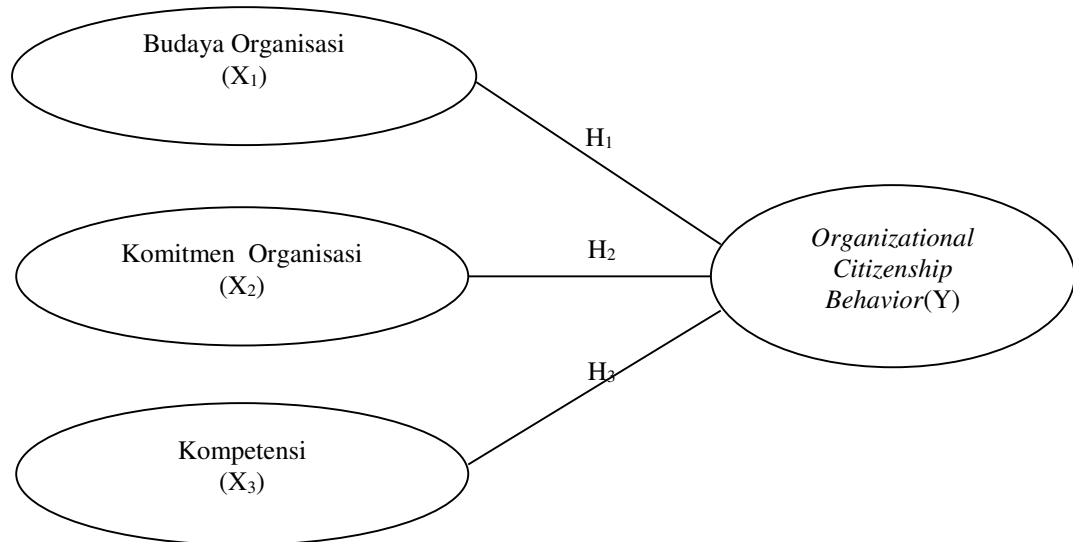 Budaya Organisasi
(X₁)
H₁
Komitmen Organisasi
(X₂)
H₂
Organizational
Citizenship
Behavior(Y)
H₃
Kompetensi
(X₃)